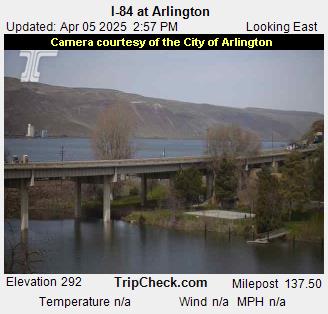 I-84 at Arlington
Updated: Apr 05 2025 2:57 PM Looking East
Camera courtesy of the City of Arlington
Elevation 292 TripCheck.com Milepost 137.50
Temperature n/a Wind n/a MPH n/a